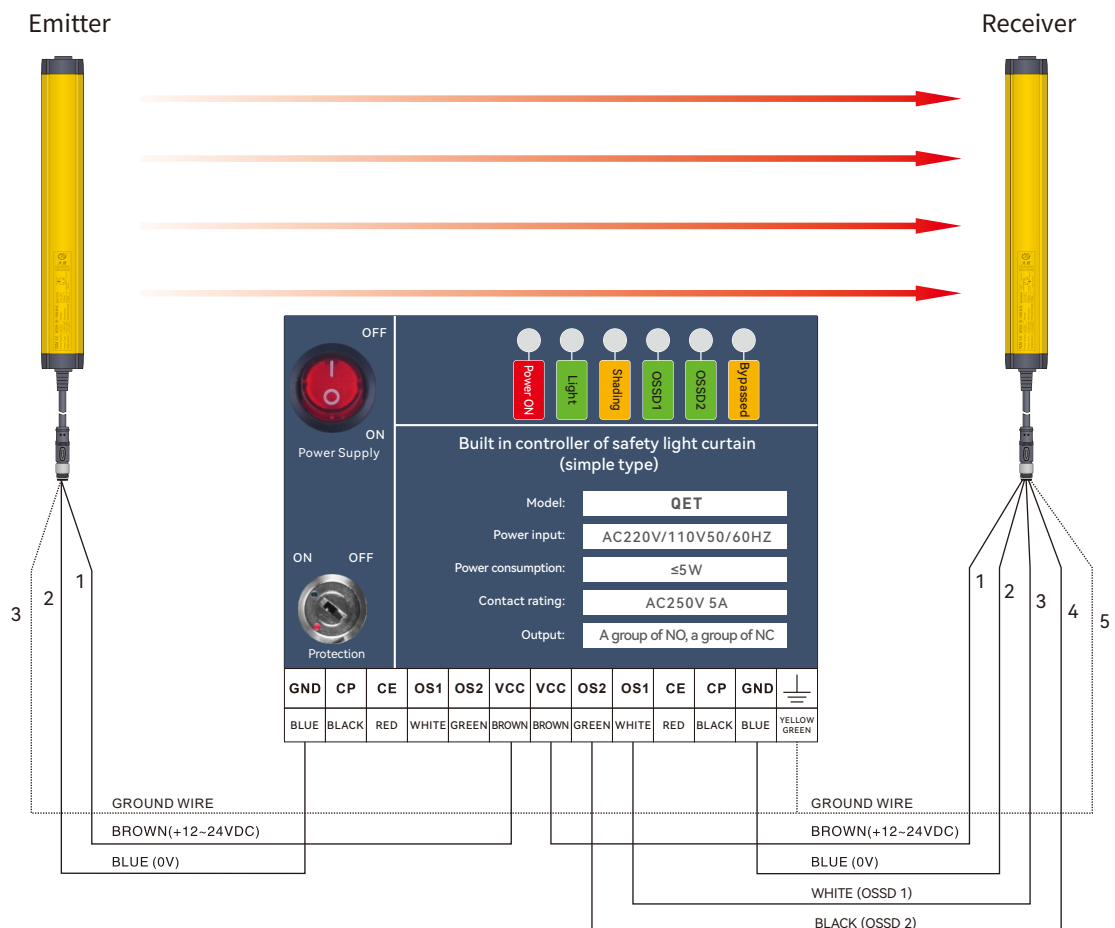 Emitter
Receiver
OFF
ON
Power Supply
ON OFF
Protection
Power ON
Light
Shading
OSSD1
OSSD2
Bypassed
Built in controller of safety light curtain
(simple type)
Model: QET
Power input: AC220V/110V50/60HZ
Power consumption: ≤5W
Contact rating: AC250V 5A
Output: A group of NO, a group of NC
GND CP CE OS1 OS2 VCC VCC OS2 OS1 CE CP GND
BLUE BLACK RED WHITE GREEN BROWN BROWN GREEN WHITE RED BLACK BLUE YELLOW
GREEN
3 2 1
1 2 3 4 5
GROUND WIRE
BROWN(+12~24VDC)
BLUE (0V)
GROUND WIRE
BROWN(+12~24VDC)
BLUE (0V)
WHITE (OSSD 1)
BLACK (OSSD 2)